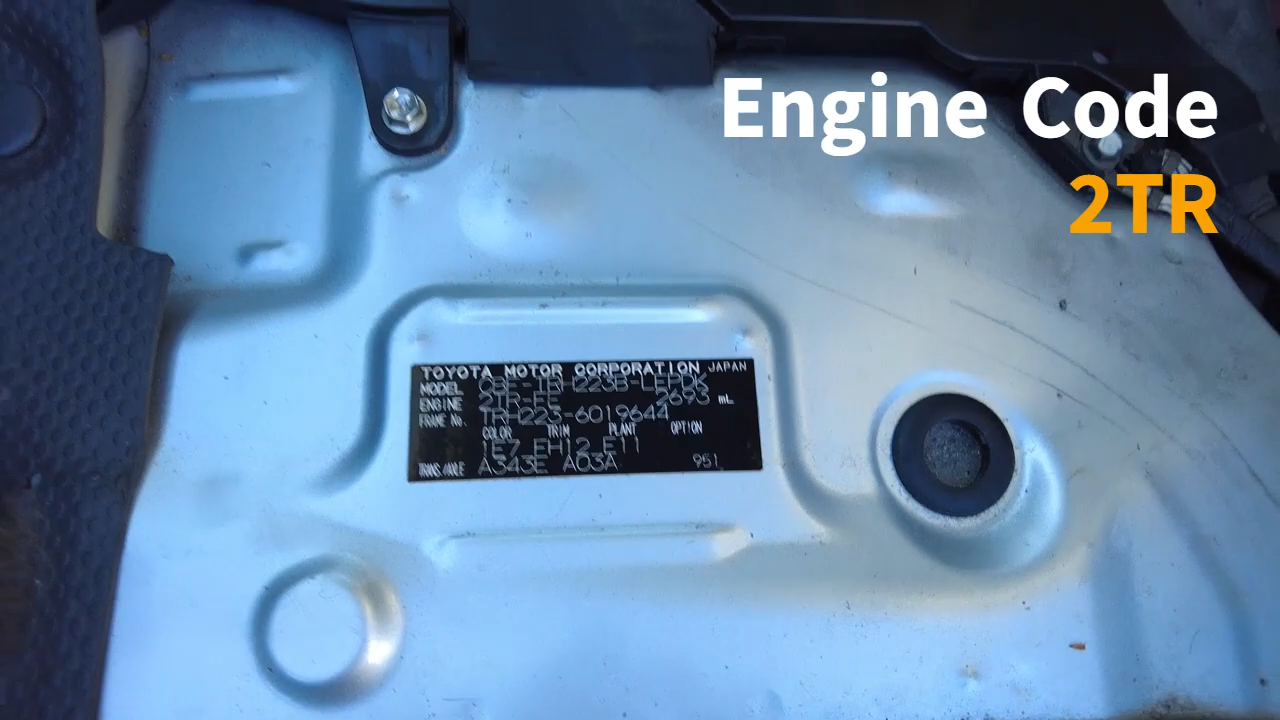 Engine Code
2TR
TOYOTA MOTOR CORPORATION JAPAN
MODEL CBF-TRH223B-LEPDK
ENGINE 2TR-FE 2693 mL
FRAME No. TRH223-6019644
COLOR TRIM PLANT OPTION
1E7 EH12 E11
TRANS./AXLE A343E A03A 951